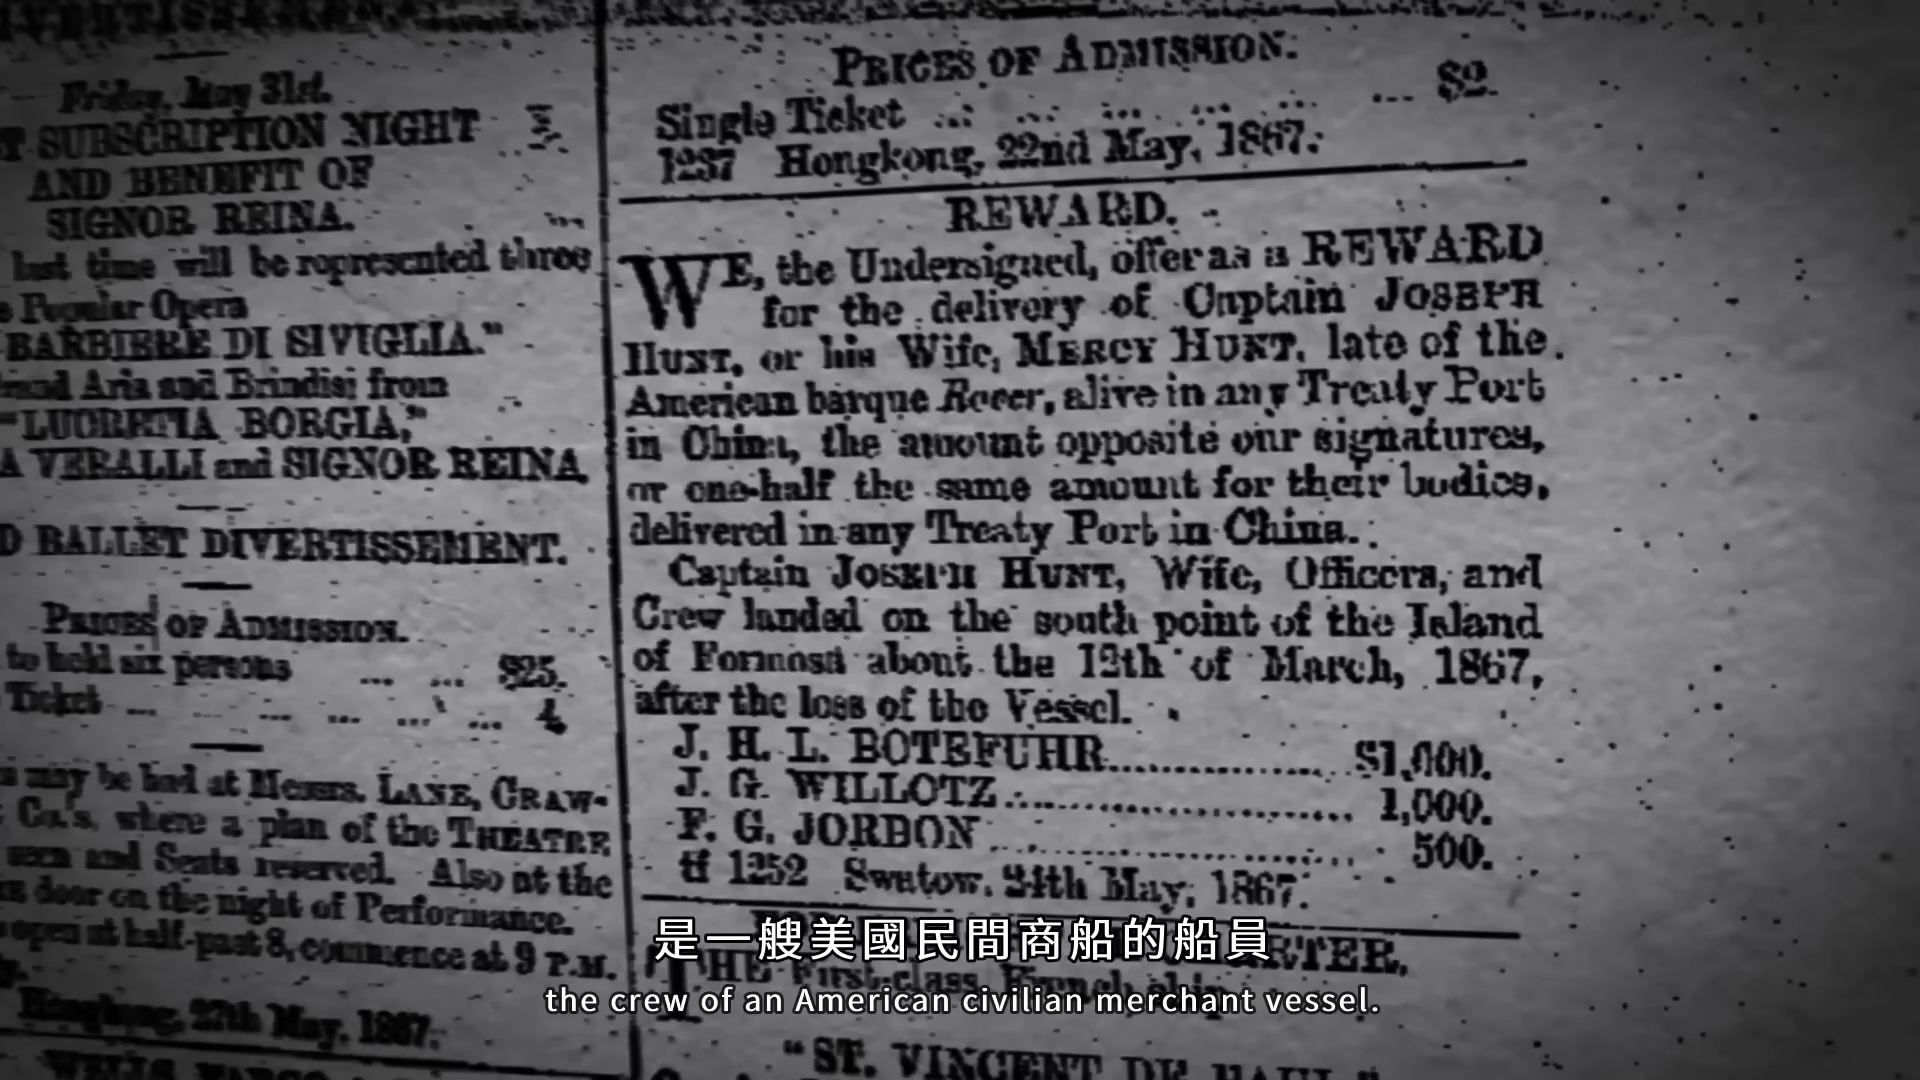 Friday, May 31st.
T SUBSCRIPTION NIGHT
AND BENEFIT OF
SIGNOR REINA.
last time will be represented three
Popular Opera
BARBIERE DI SIVIGLIA."
Aria and Brindisi from
"LUCRETIA BORGIA,"
A VERALLI and SIGNOR REINA
D BALLET DIVERTISSEMENT.
PRICES OF ADMISSION.
to hold six persons ... ... $25.
Ticket ... ... ... ... ... ... 4
may be had at Messrs. LANE, CRAW-
Co.'s, where a plan of the THEATRE
seen and Seats reserved. Also at the
door on the night of Performance.
open at half-past 8, commence at 9 P.M.
Hongkong, 27th May, 1867.
PRICES OF ADMISSION.
Single Ticket ... ... ... ... ... ... $2.
1237 Hongkong, 22nd May, 1867.
REWARD.
WE, the Undersigned, offer as a REWARD
for the delivery of Captain JOSEPH
HUNT, or his Wife, MERCY HUNT, late of the
American barque Rover, alive in any Treaty Port
in China, the amount opposite our signatures,
or one-half the same amount for their bodies,
delivered in any Treaty Port in China.
Captain JOSEPH HUNT, Wife, Officers, and
Crew landed on the south point of the Island
of Formosa about the 12th of March, 1867,
after the loss of the Vessel.
J. H. L. BOTEFUHR............... $1,000.
J. G. WILLOTZ..................... 1,000.
F. G. JORDON ..................... 500.
tf 1252 Swatow, 24th May, 1867.
THE First-class French ship
"ST. VINCENT DE PAUL"
是一艘美國民間商船的船員
the crew of an American civilian merchant vessel.